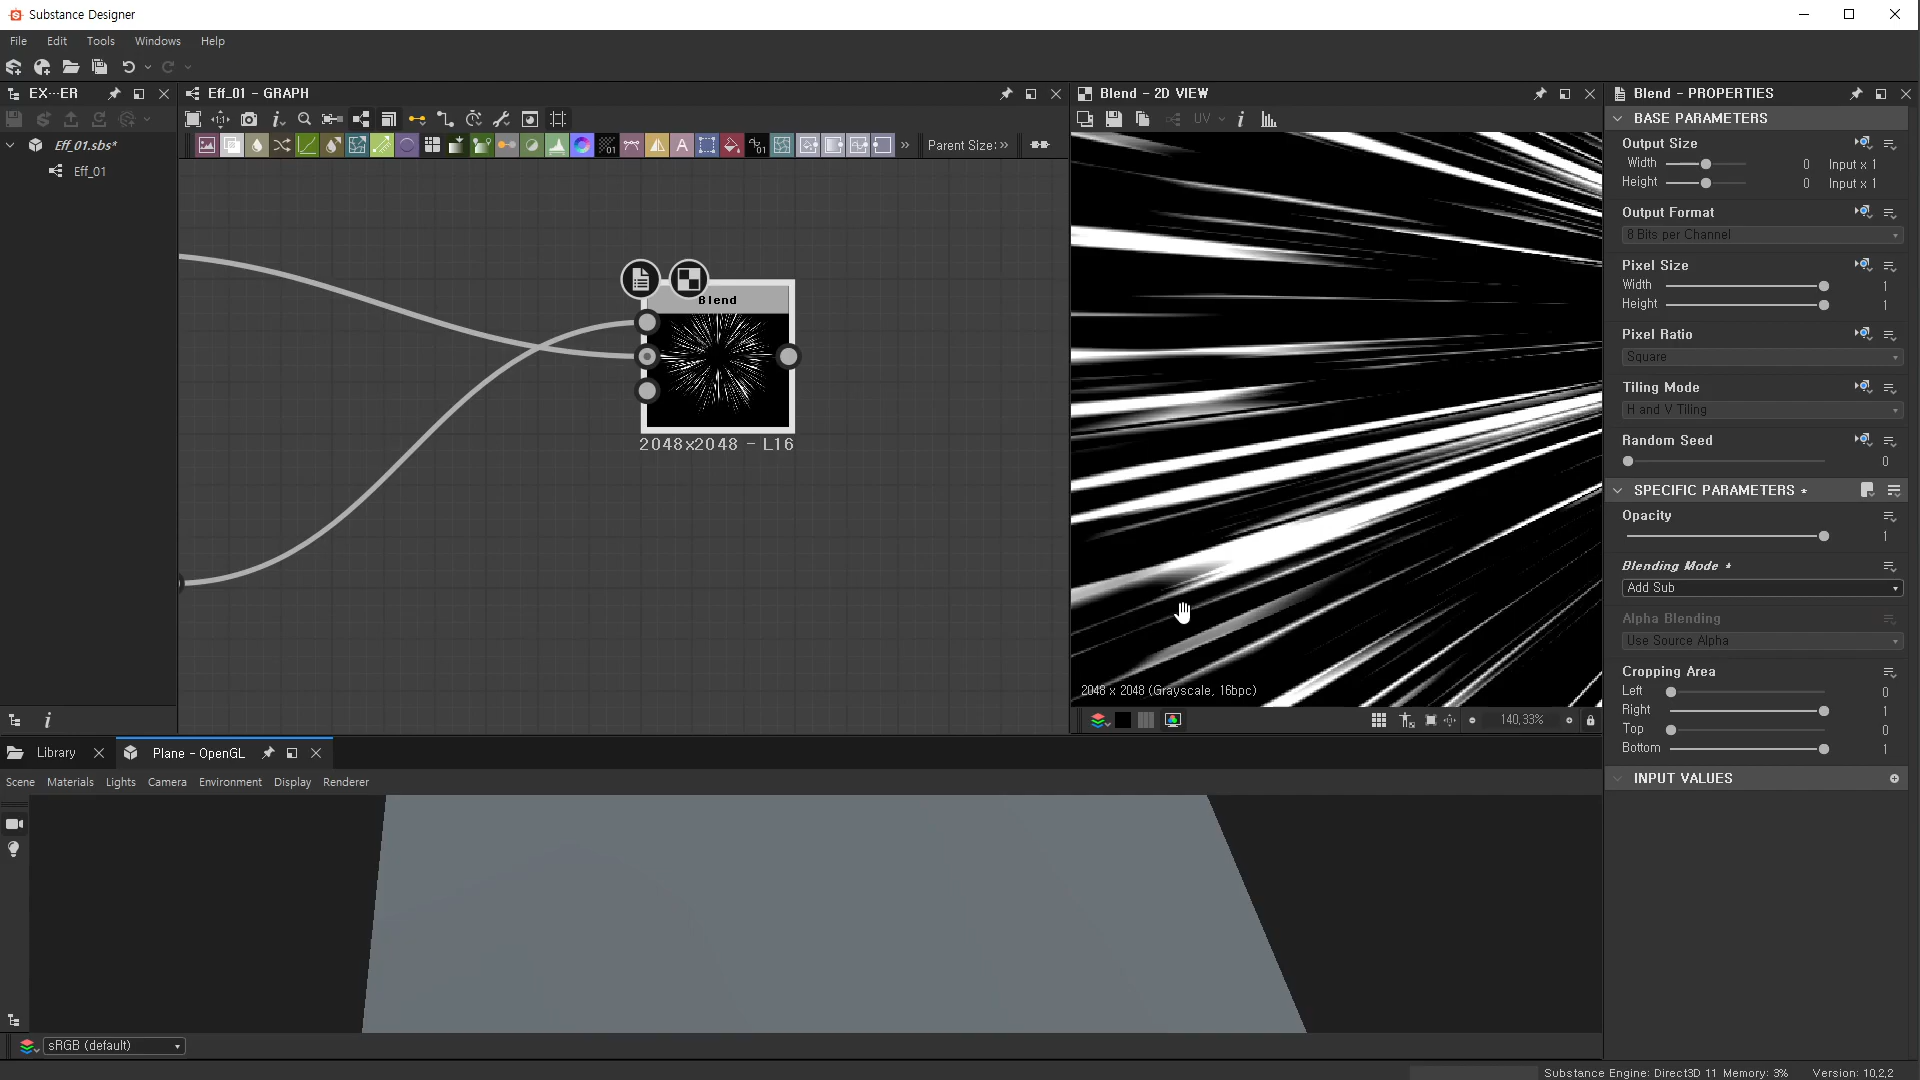 Substance Designer
File Edit Tools Windows Help
EX···ER
Eff_01 - GRAPH
Blend - 2D VIEW
Blend - PROPERTIES
Parent Size:
UV
Eff_01.sbs*
Eff_01
Blend
2048x2048 - L16
2048 x 2048 (Grayscale, 16bpc)
140,33%
BASE PARAMETERS
Output Size
Width 0 Input x 1
Height 0 Input x 1
Output Format
8 Bits per Channel
Pixel Size
Width 1
Height 1
Pixel Ratio
Square
Tiling Mode
H and V Tiling
Random Seed
0
SPECIFIC PARAMETERS *
Opacity
1
Blending Mode *
Add Sub
Alpha Blending
Use Source Alpha
Cropping Area
Left 0
Right 1
Top 0
Bottom 1
INPUT VALUES
Library
Plane - OpenGL
Scene Materials Lights Camera Environment Display Renderer
sRGB (default)
Substance Engine: Direct3D 11 Memory: 3% Version: 10,2,2